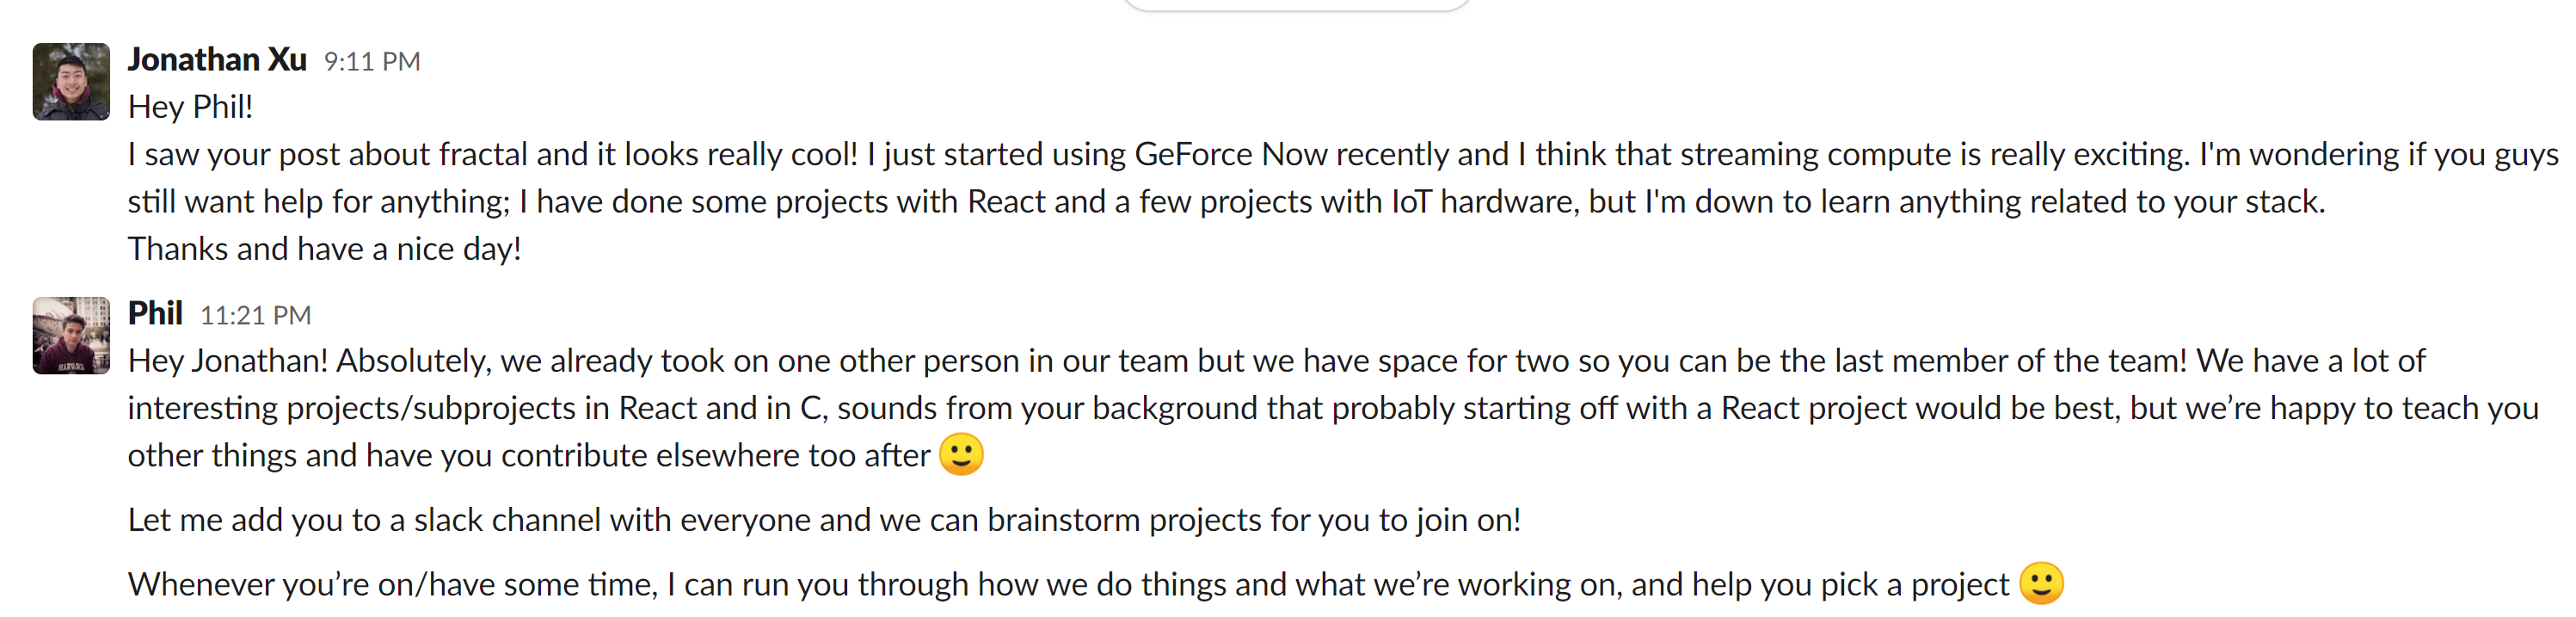 Jonathan Xu 9:11 PM
Hey Phil!
I saw your post about fractal and it looks really cool! I just started using GeForce Now recently and I think that streaming compute is really exciting. I'm wondering if you guys
still want help for anything; I have done some projects with React and a few projects with IoT hardware, but I'm down to learn anything related to your stack.
Thanks and have a nice day!
Phil 11:21 PM
Hey Jonathan! Absolutely, we already took on one other person in our team but we have space for two so you can be the last member of the team! We have a lot of
interesting projects/subprojects in React and in C, sounds from your background that probably starting off with a React project would be best, but we’re happy to teach you
other things and have you contribute elsewhere too after 🙂
Let me add you to a slack channel with everyone and we can brainstorm projects for you to join on!
Whenever you’re on/have some time, I can run you through how we do things and what we’re working on, and help you pick a project 🙂